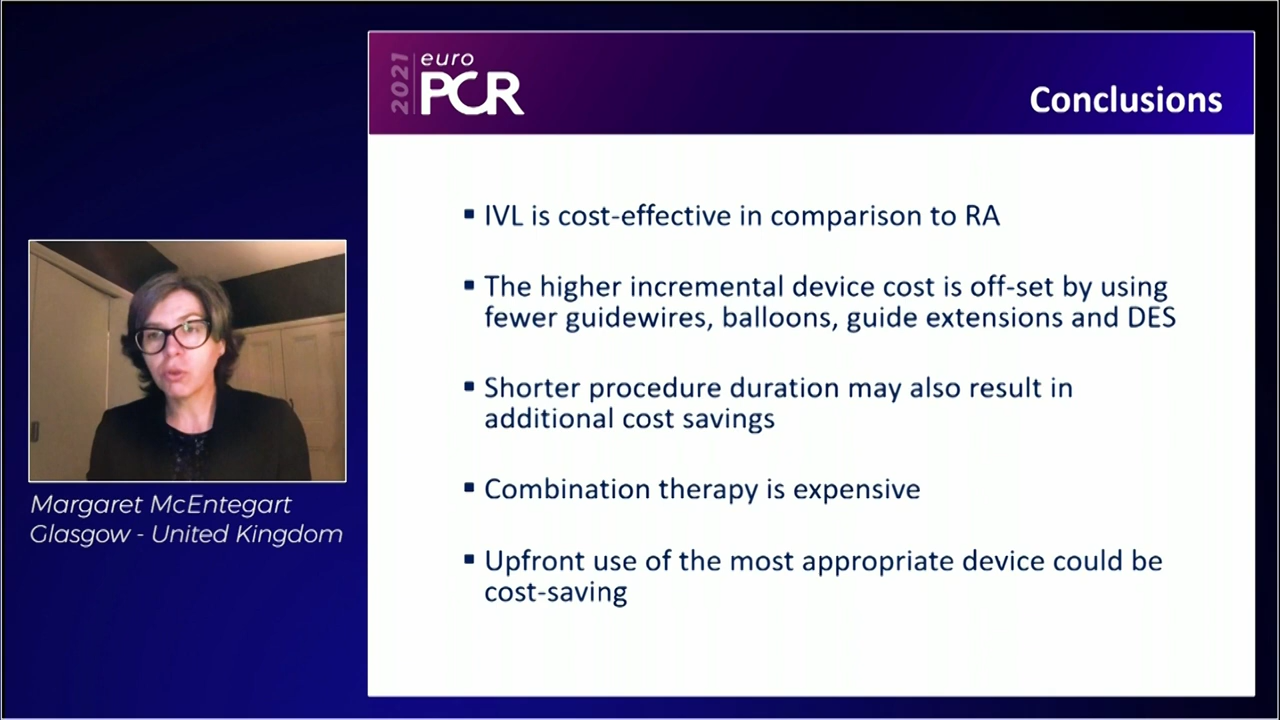 2021
euro
PCR
Conclusions
▪ IVL is cost-effective in comparison to RA
▪ The higher incremental device cost is off-set by using
fewer guidewires, balloons, guide extensions and DES
▪ Shorter procedure duration may also result in
additional cost savings
▪ Combination therapy is expensive
▪ Upfront use of the most appropriate device could be
cost-saving
Margaret McEntegart
Glasgow - United Kingdom